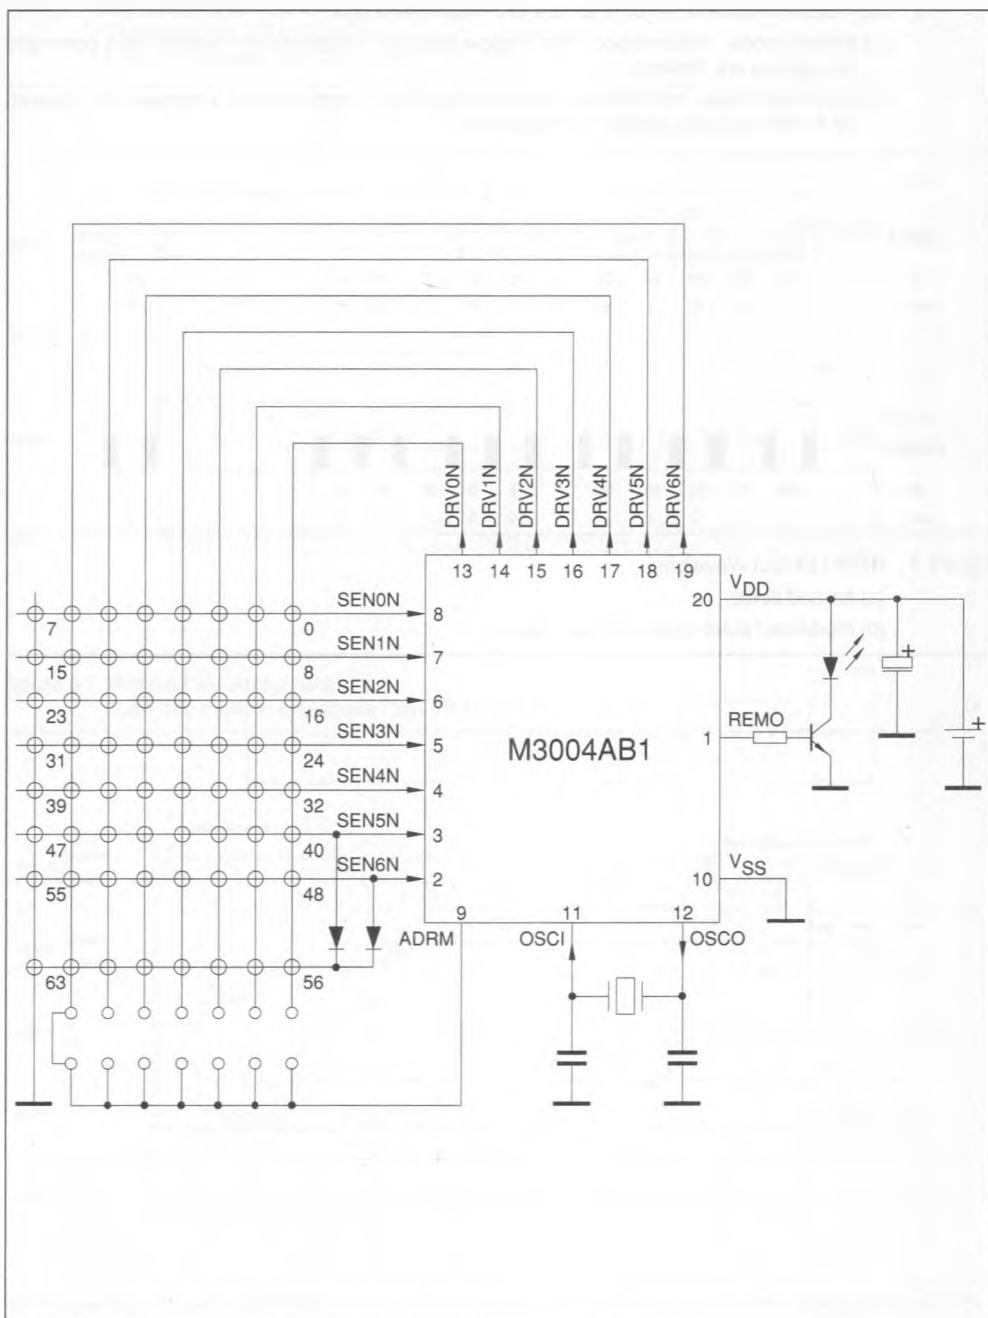 DRV0N
DRV1N
DRV2N
DRV3N
DRV4N
DRV5N
DRV6N
13 14 15 16 17 18 19
SEN0N 8
7 0
SEN1N 7
15 8
SEN2N 6
23 16
SEN3N 5
31 24
SEN4N 4
39 32
SEN5N 3
47 40
SEN6N 2
55 48
63 56
M3004AB1
20 VDD
+
+
1 REMO
10 VSS
9 11 12
ADRM OSCI OSCO